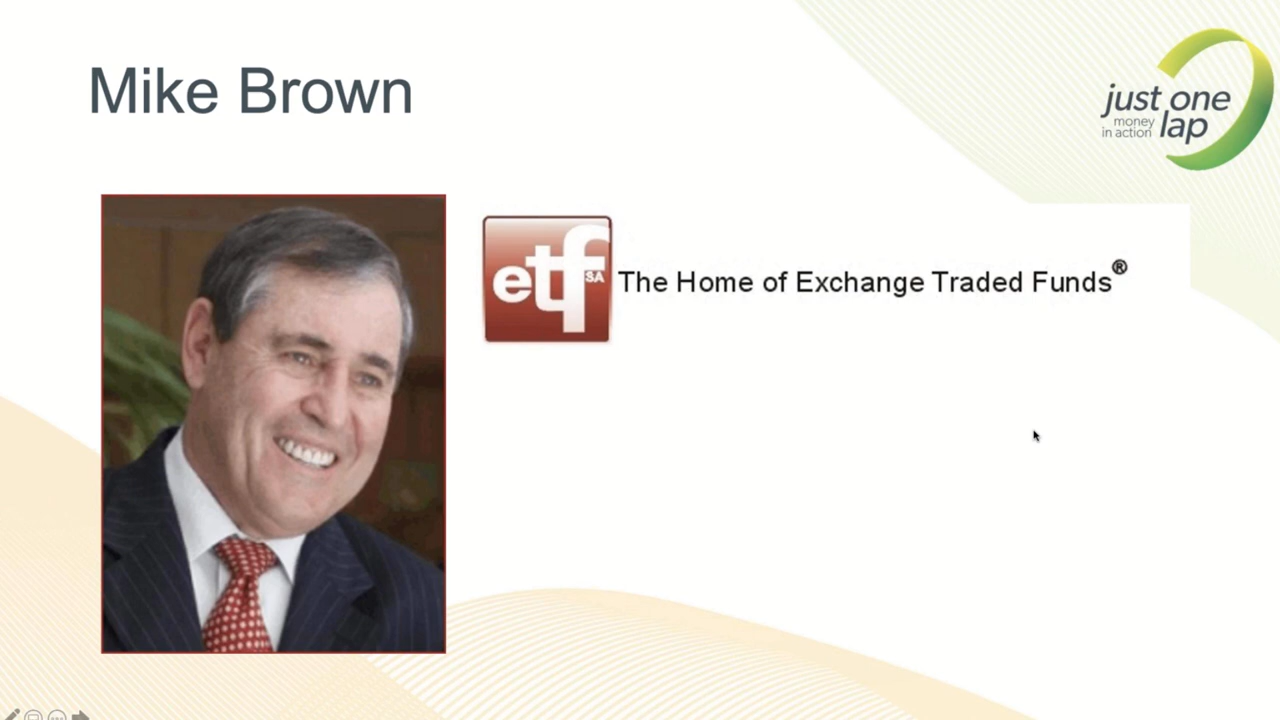 Mike Brown
just one
money
in action
lap
etf
SA
The Home of Exchange Traded Funds®